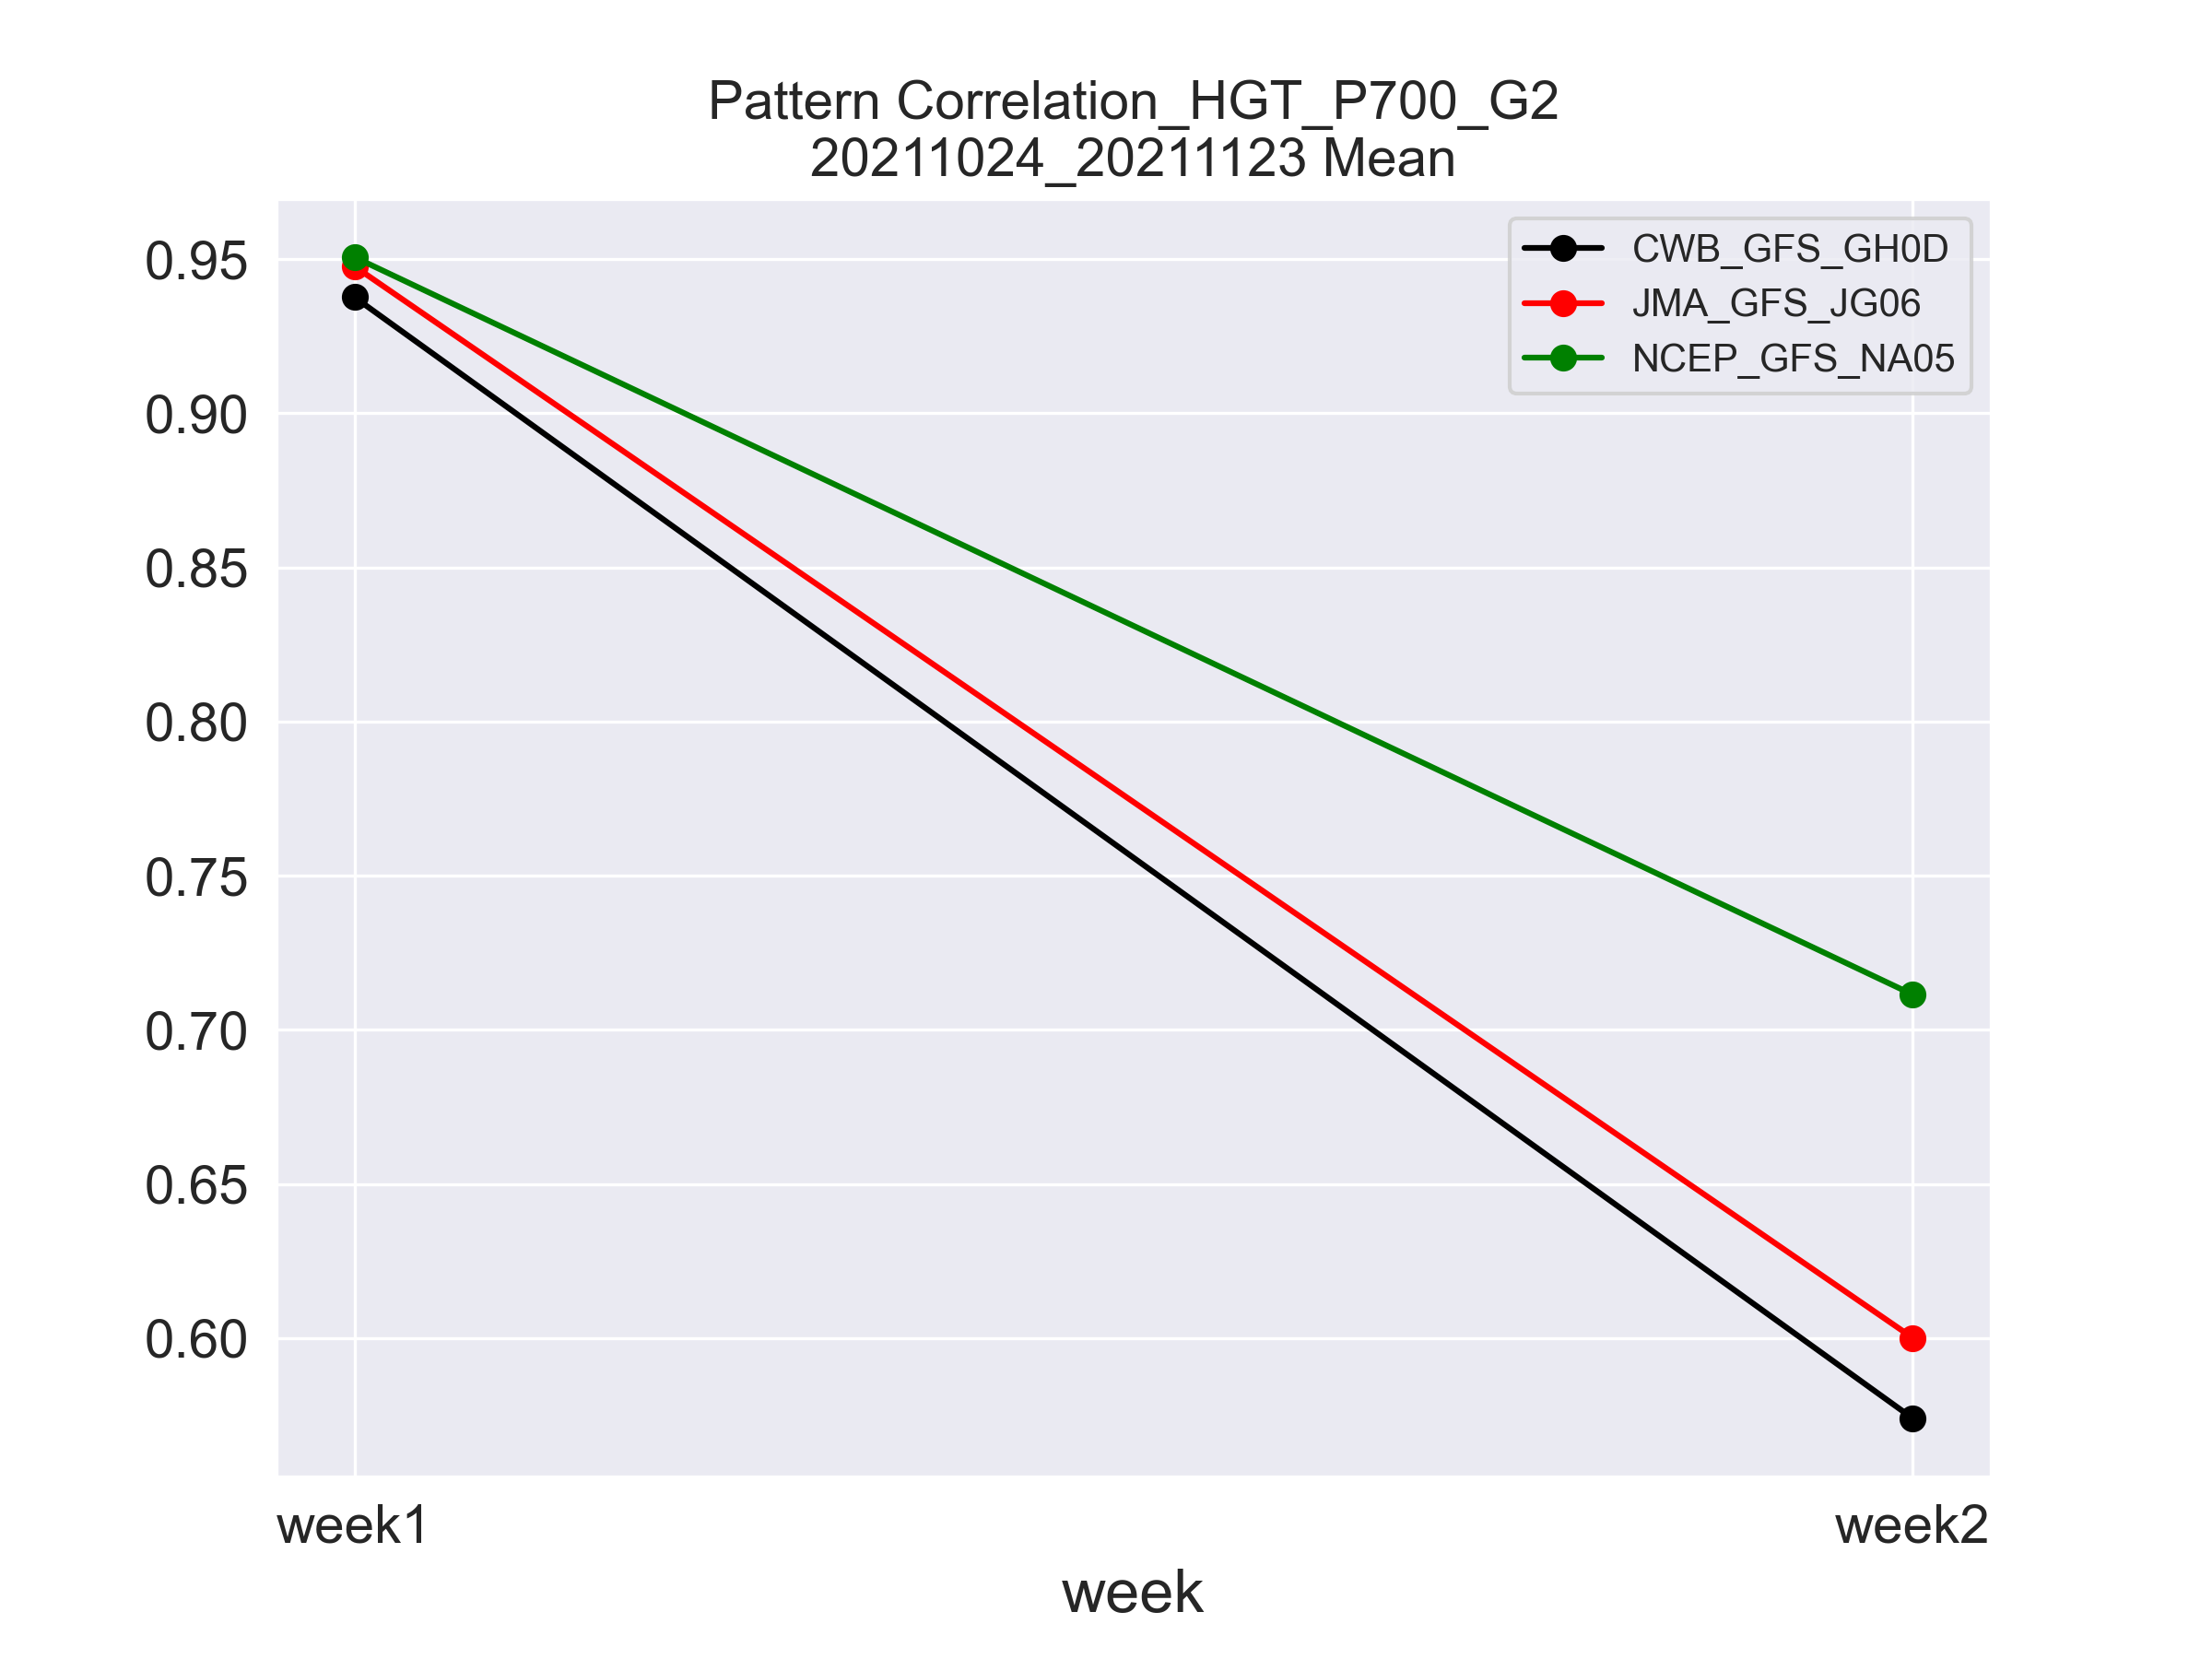 Pattern Correlation_HGT_P700_G2
20211024_20211123 Mean
CWB_GFS_GH0D
JMA_GFS_JG06
NCEP_GFS_NA05
0.95
0.90
0.85
0.80
0.75
0.70
0.65
0.60
week1
week2
week